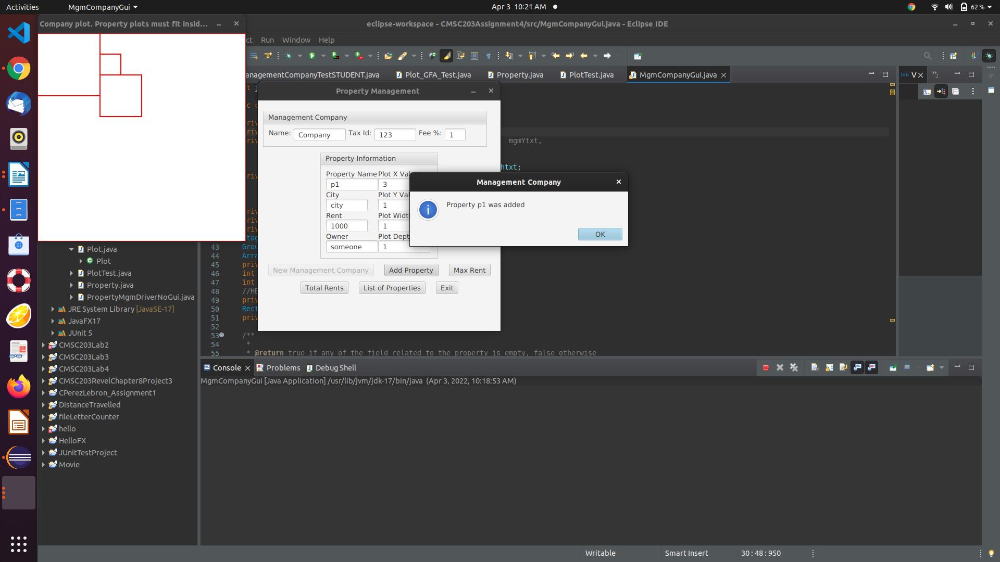 Activities
MgmCompanyGui
Apr 3 10:21 AM
62 %
Company plot. Property plots must fit insid...
eclipse-workspace - CMSC203Assignment4/src/MgmCompanyGui.java - Eclipse IDE
ct Run Window Help
anagementCompanyTestSTUDENT.java
Plot_GFA_Test.java
Property.java
PlotTest.java
MgmCompanyGui.java
V
Property Management
Management Company
Name: Company Tax Id: 123 Fee %: 1
mgmYtxt,
htxt;
Property Information
Property Name Plot X Val
p1 3
City Plot Y Val
city 1
Rent Plot Width
1000 1
Owner Plot Dept
someone 1
New Management Company Add Property Max Rent
Total Rents List of Properties Exit
Management Company
Property p1 was added
OK
43 Grou
44 Arra
45 priv
46 int
47 int
48 //HE
49 priv
50 Rect
51 priv
52
53 /**
54 *
55 * @return true if any of the field related to the property is empty, false otherwise
Plot.java
Plot
PlotTest.java
Property.java
PropertyMgmDriverNoGui.java
JRE System Library [JavaSE-17]
JavaFX17
JUnit 5
CMSC203Lab2
CMSC203Lab3
CMSC203Lab4
CMSC203RevelChapter8Project3
CPerezLebron_Assignment1
DistanceTravelled
fileLetterCounter
hello
HelloFX
JUnitTestProject
Movie
Console
Problems
Debug Shell
MgmCompanyGui [Java Application] /usr/lib/jvm/jdk-17/bin/java (Apr 3, 2022, 10:18:53 AM)
Writable
Smart Insert
30 : 48 : 950